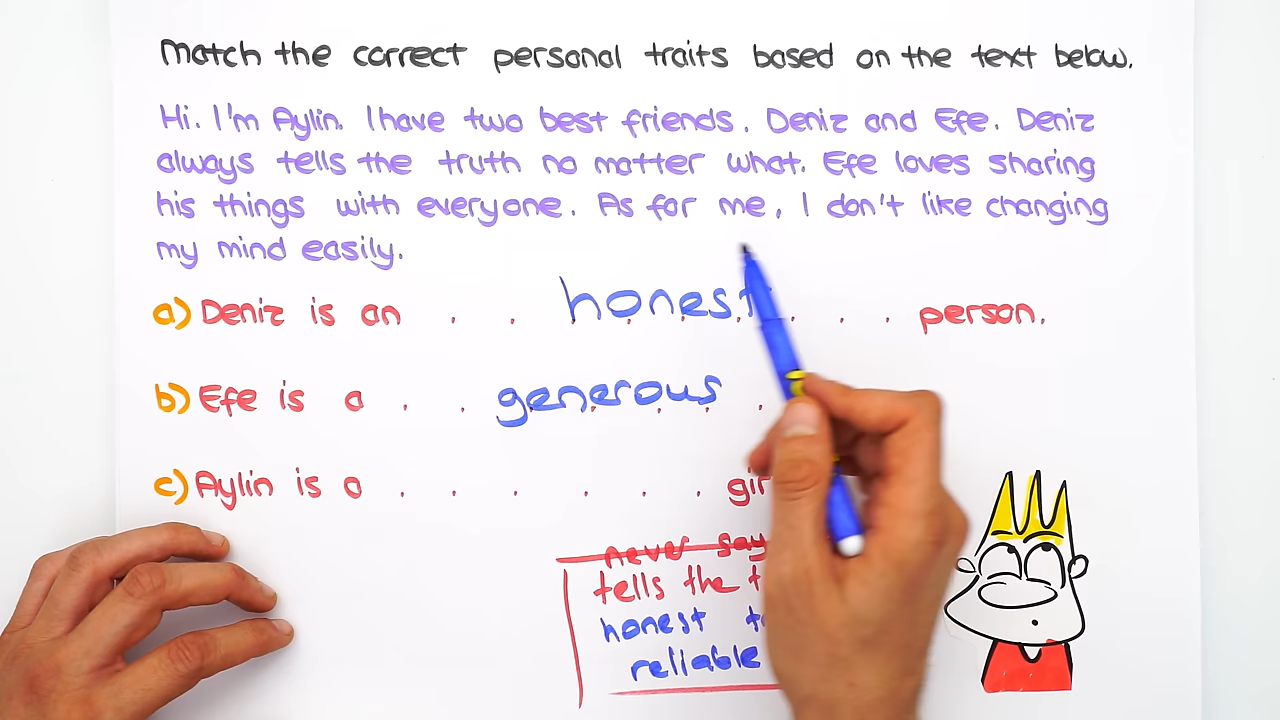 Match the correct personal traits based on the text below.
Hi. I'm Aylin. I have two best friends. Deniz and Efe. Deniz
always tells the truth no matter what. Efe loves sharing
his things with everyone. As for me, I don't like changing
my mind easily.
a) Deniz is an . . honest . . . person.
b) Efe is a . . generous .
c) Aylin is a . . . . . .
never say
tells the
honest
reliable